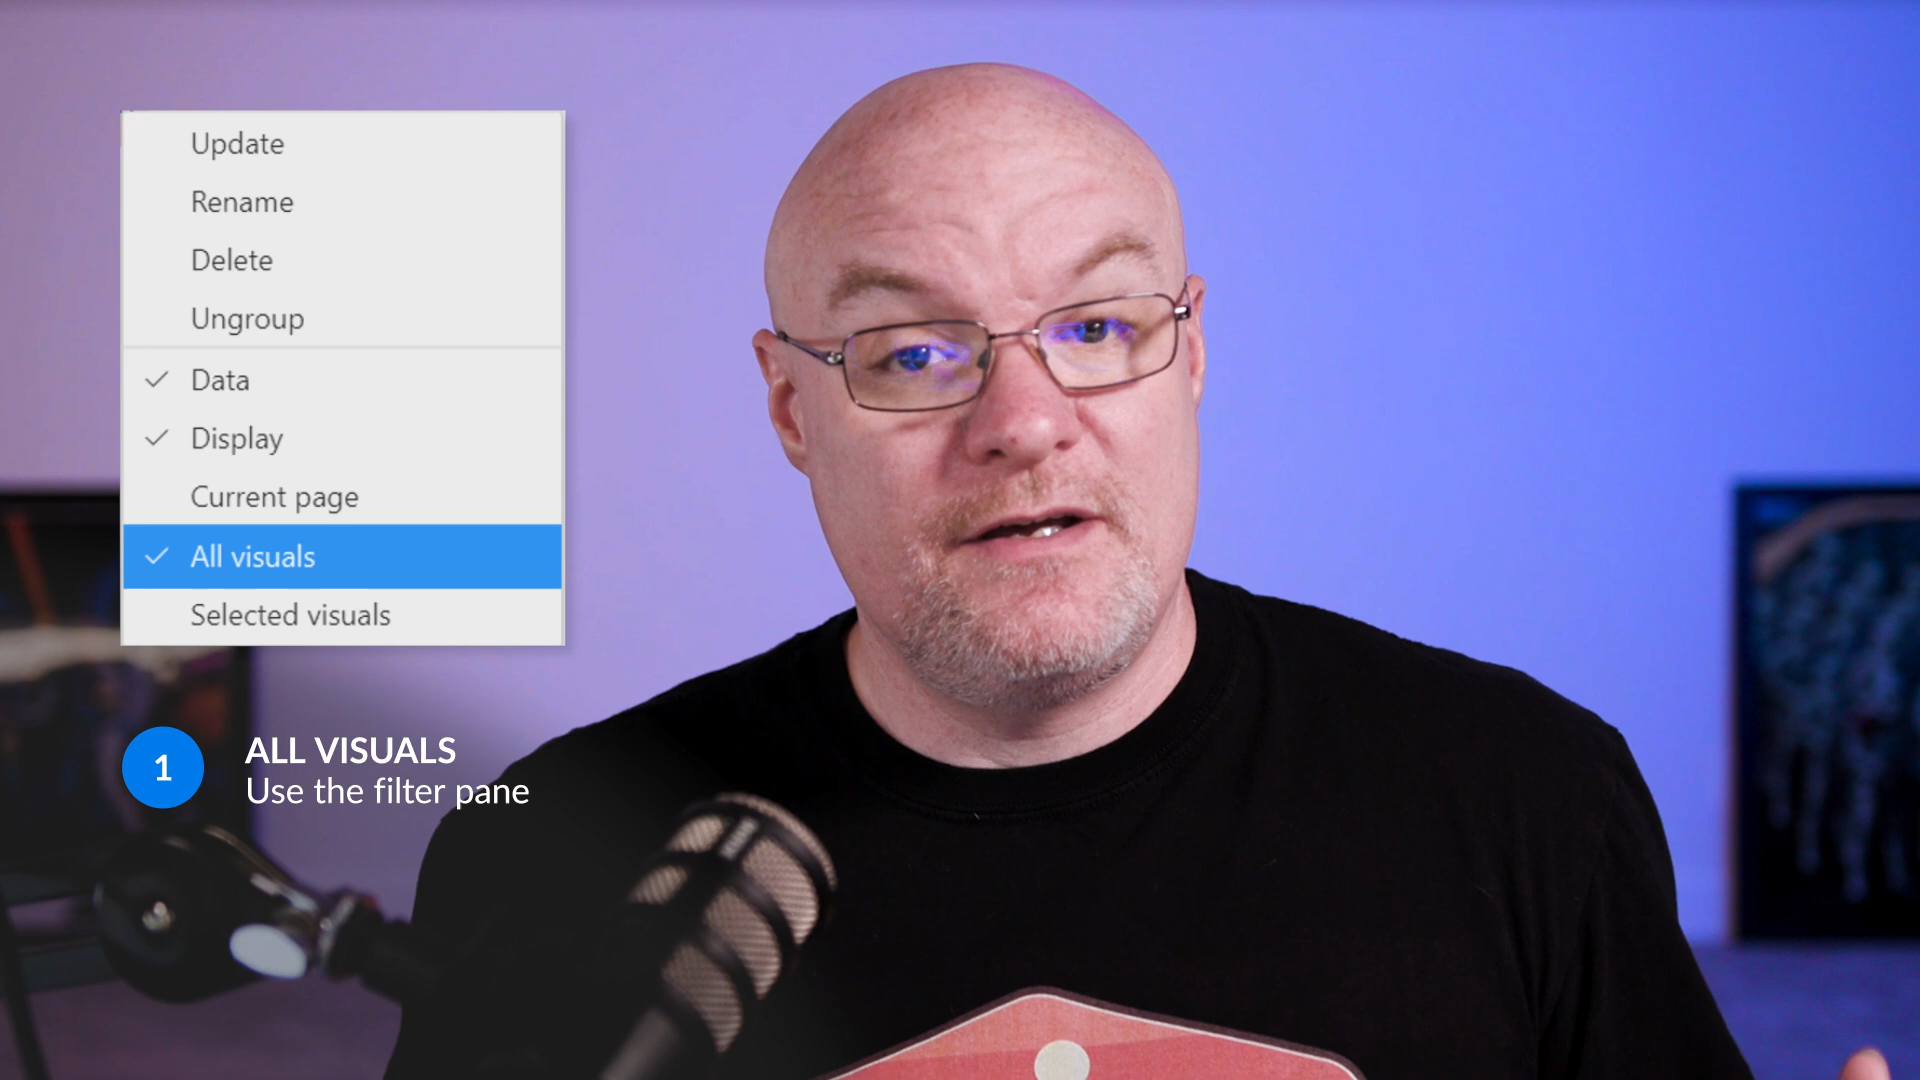 Update
Rename
Delete
Ungroup
Data
Display
Current page
All visuals
Selected visuals
1
ALL VISUALS
Use the filter pane